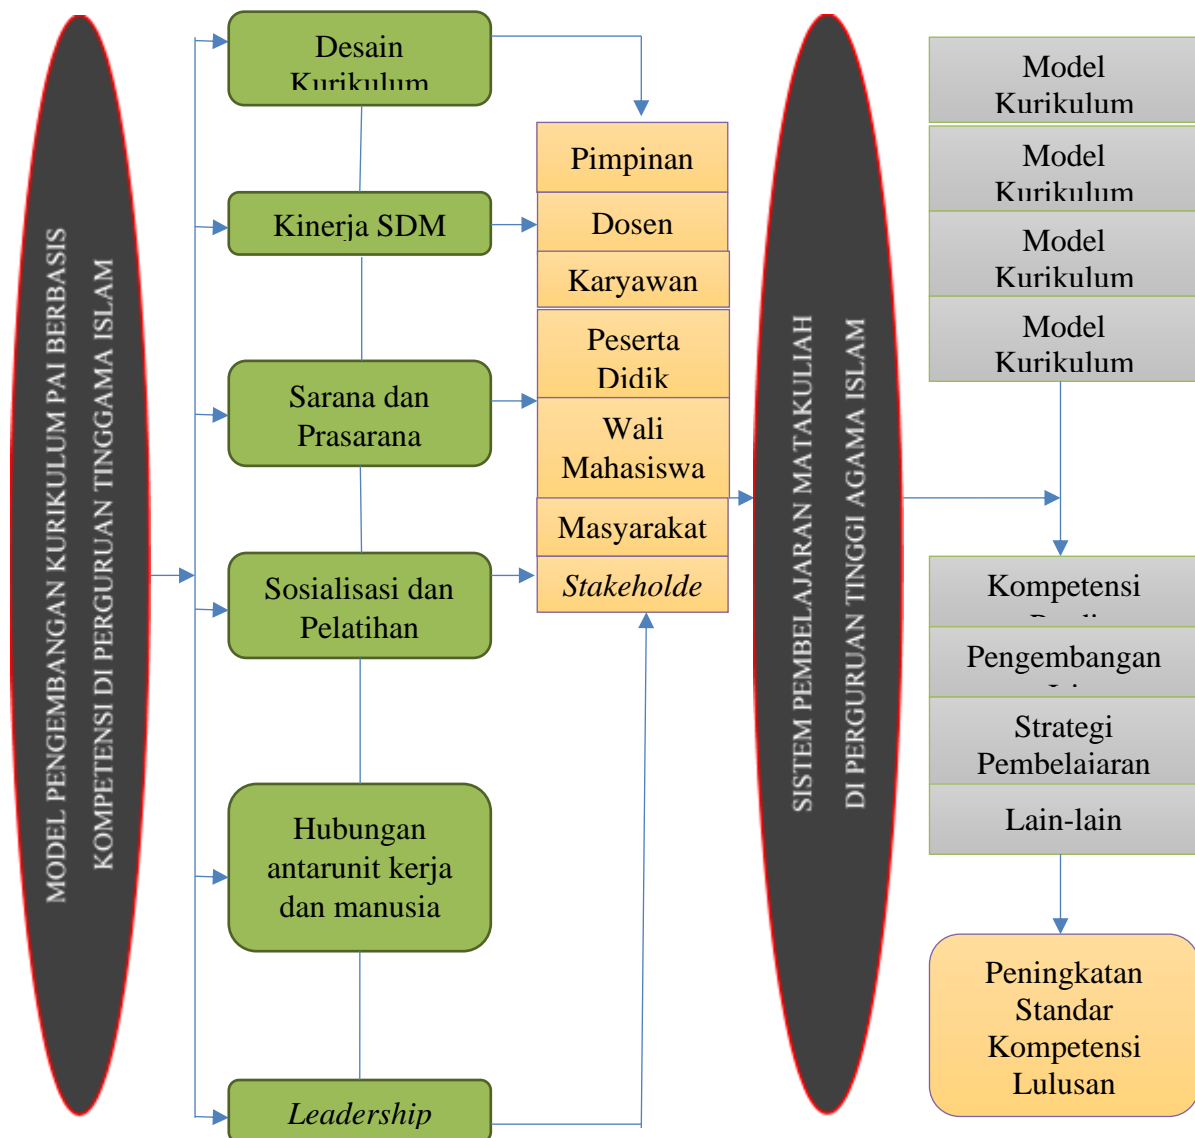 MODEL PENGEMBANGAN KURIKULUM PAI BERBASIS
KOMPETENSI DI PERGURUAN TINGGAMA ISLAM
Desain
Kurikulum
Kinerja SDM
Sarana dan
Prasarana
Sosialisasi dan
Pelatihan
Hubungan
antarunit kerja
dan manusia
Leadership
Pimpinan
Dosen
Karyawan
Peserta
Didik
Wali
Mahasiswa
Masyarakat
Stakeholde
SISTEM PEMBELAJARAN MATAKULIAH
DI PERGURUAN TINGGI AGAMA ISLAM
Model
Kurikulum
Model
Kurikulum
Model
Kurikulum
Model
Kurikulum
Kompetensi
Pengembangan
Strategi
Pembelajaran
Lain-lain
Peningkatan
Standar
Kompetensi
Lulusan